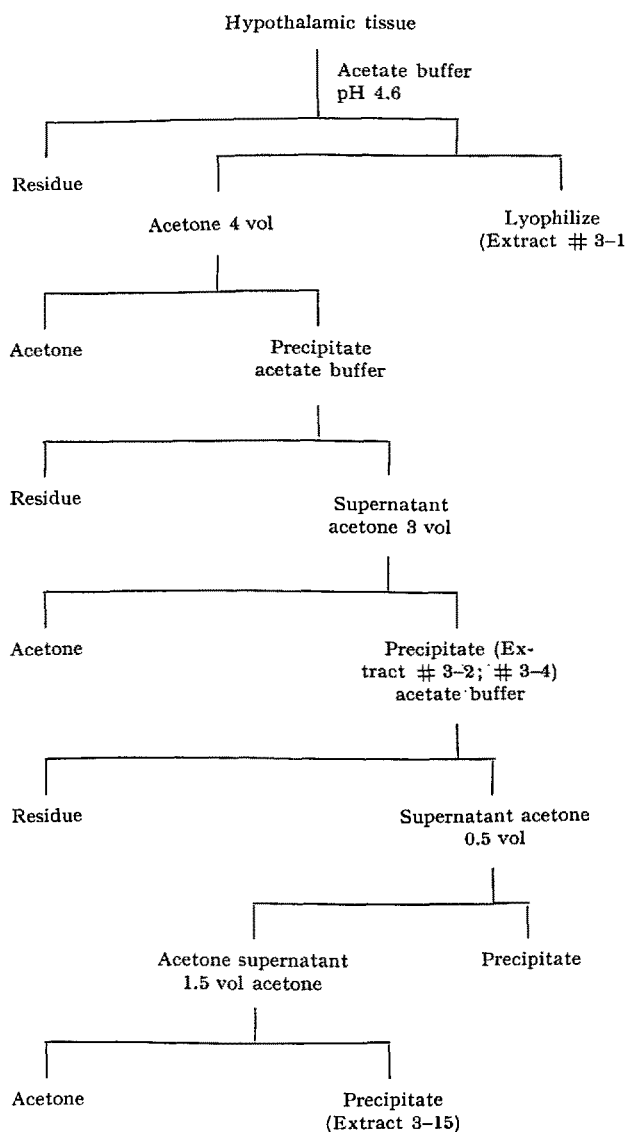 Hypothalamic tissue
Acetate buffer
pH 4.6
Residue
Acetone 4 vol
Lyophilize
(Extract # 3-1
Acetone
Precipitate
acetate buffer
Residue
Supernatant
acetone 3 vol
Acetone
Precipitate (Ex-
tract # 3-2; # 3-4)
acetate buffer
Residue
Supernatant acetone
0.5 vol
Acetone supernatant
1.5 vol acetone
Precipitate
Acetone
Precipitate
(Extract 3-15)